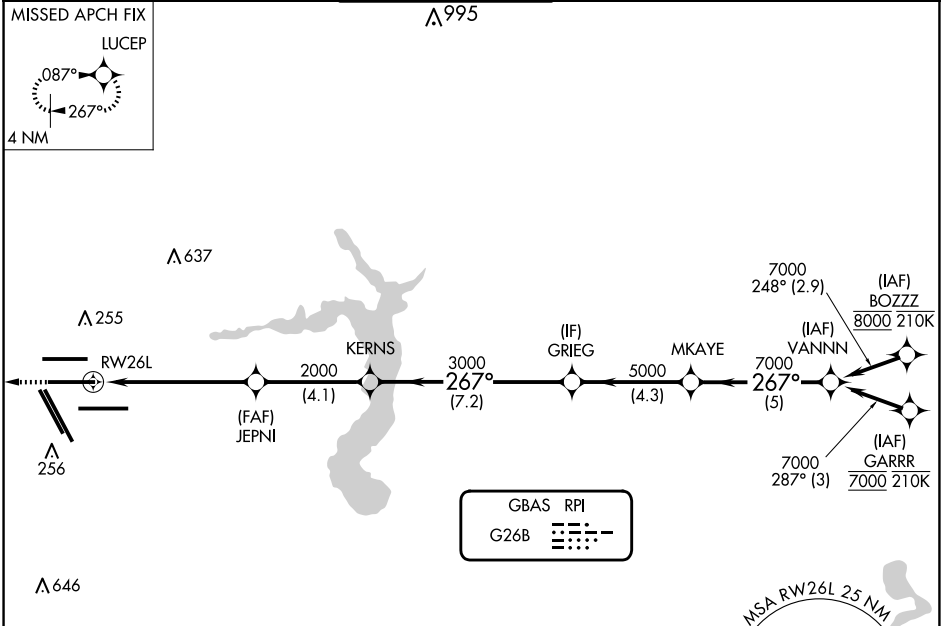 MISSED APCH FIX
LUCEP
087°
267°
4 NM
995
637
255
RW26L
256
646
(FAF)
JEPNI
2000
(4.1)
KERNS
3000
267°
(7.2)
(IF)
GRIEG
5000
(4.3)
MKAYE
7000
267°
(5)
(IAF)
VANNN
7000
248° (2.9)
(IAF)
BOZZZ
8000 210K
7000
287° (3)
(IAF)
GARRR
7000 210K
GBAS RPI
G26B
MSA RW26L 25 NM